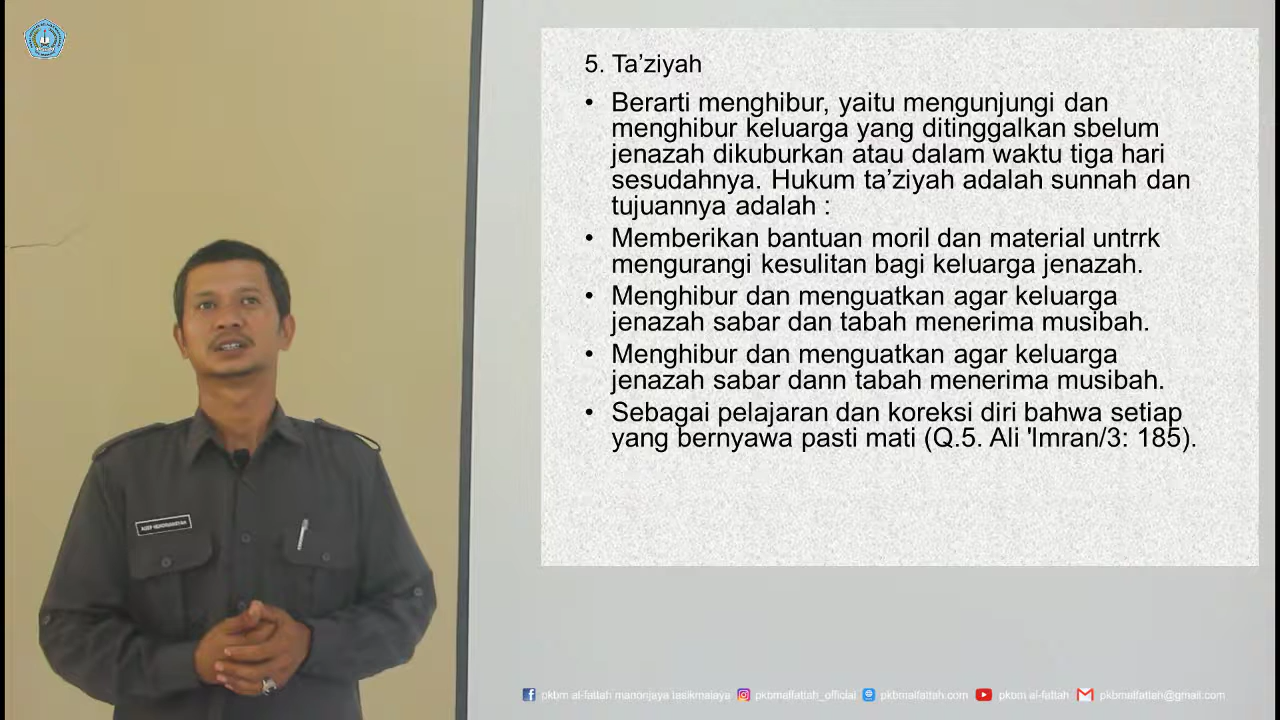 5. Ta’ziyah
• Berarti menghibur, yaitu mengunjungi dan
menghibur keluarga yang ditinggalkan sbelum
jenazah dikuburkan atau dalam waktu tiga hari
sesudahnya. Hukum ta’ziyah adalah sunnah dan
tujuannya adalah :
• Memberikan bantuan moril dan material untrrk
mengurangi kesulitan bagi keluarga jenazah.
• Menghibur dan menguatkan agar keluarga
jenazah sabar dan tabah menerima musibah.
• Menghibur dan menguatkan agar keluarga
jenazah sabar dann tabah menerima musibah.
• Sebagai pelajaran dan koreksi diri bahwa setiap
yang bernyawa pasti mati (Q.5. Ali 'Imran/3: 185).
pkbm al-fattah manonjaya tasikmalaya pkbmalfattah_official pkbmalfattah.com pkbm al-fattah pkbmalfattah@gmail.com